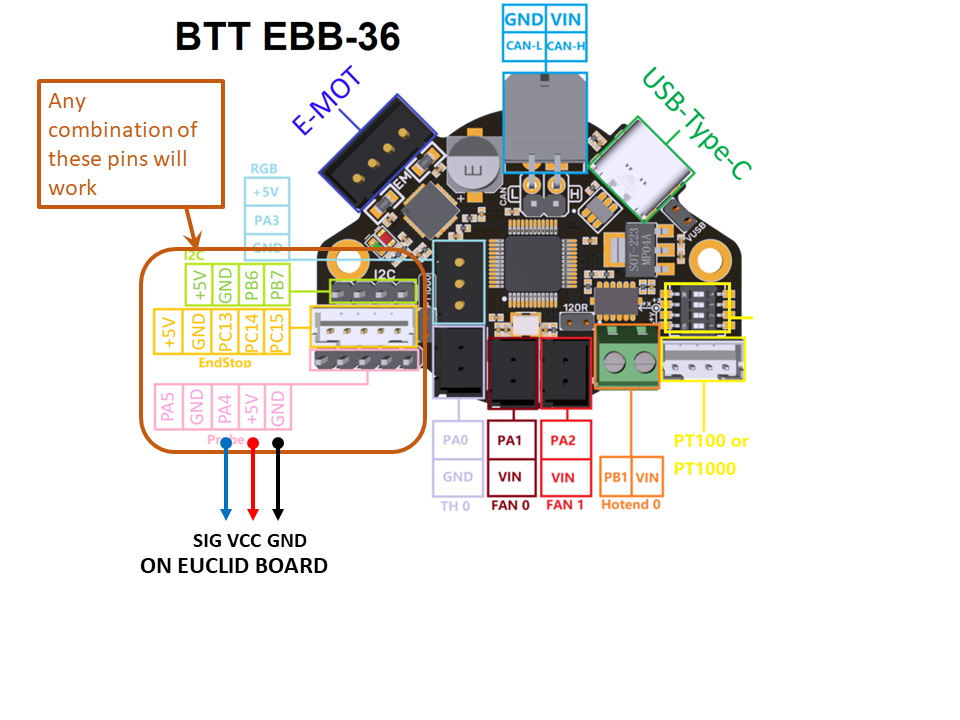 BTT EBB-36
GND VIN
CAN-L CAN-H
E-MOT
USB-Type-C
Any
combination of
these pins will
work
RGB
+5V
PA3
GND
EM
E
+
CAN
L
H
VUSB
SOT-223
MP04A
I2C
+5V GND PB6 PB7
I2C
PT1000
120R
+5V GND PC13 PC14 PC15
EndStop
PA5 GND PA4 +5V GND
Probe
PA0
GND
TH 0
PA1
VIN
FAN 0
PA2
VIN
FAN 1
PB1 VIN
Hotend 0
PT100 or
PT1000
SIG VCC GND
ON EUCLID BOARD